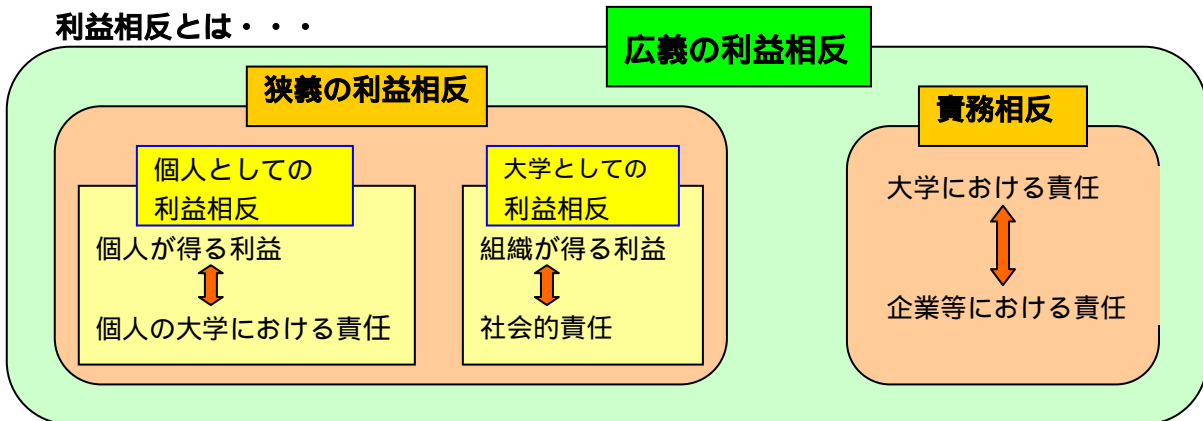 利益相反とは・・・
広義の利益相反
狭義の利益相反
個人としての
利益相反
個人が得る利益
個人の大学における責任
大学としての
利益相反
組織が得る利益
社会的責任
責務相反
大学における責任
企業等における責任